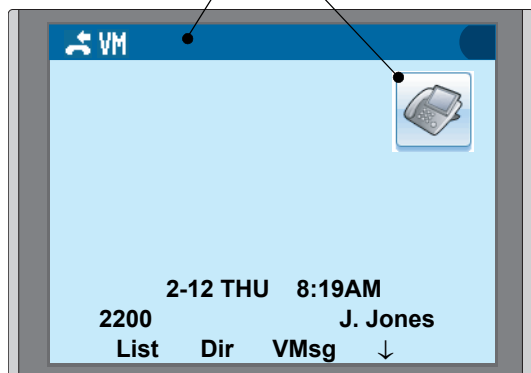 VM
2-12 THU 8:19AM
2200 J. Jones
List Dir VMsg ↓